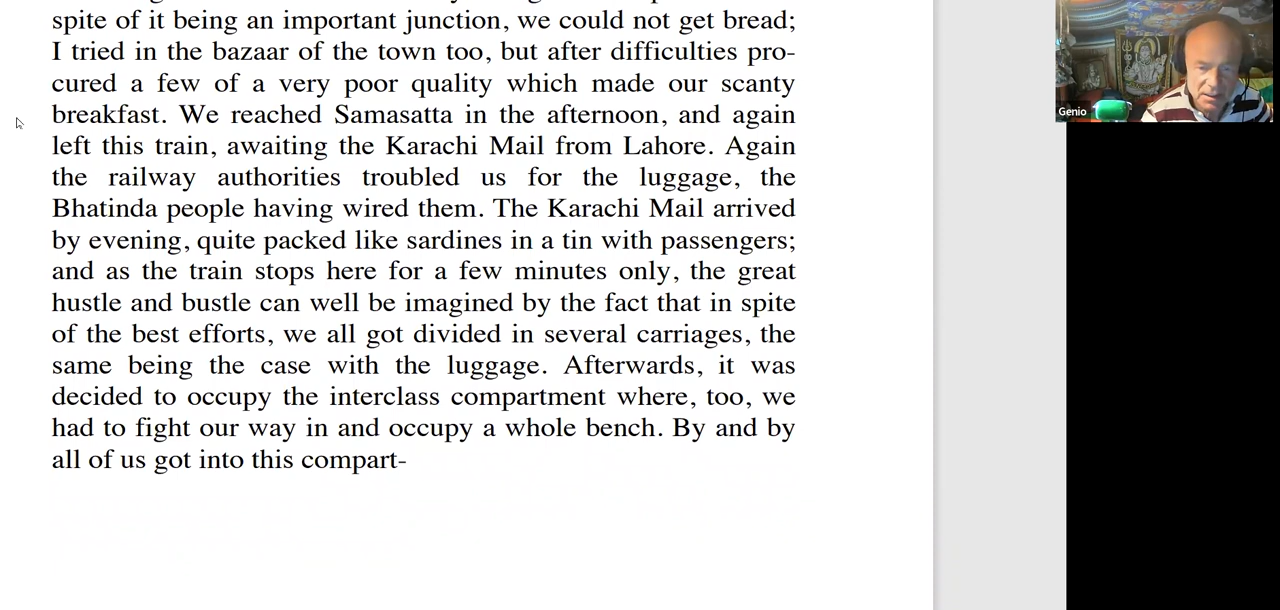 spite of it being an important junction, we could not get bread;
I tried in the bazaar of the town too, but after difficulties pro-
cured a few of a very poor quality which made our scanty
breakfast. We reached Samasatta in the afternoon, and again
left this train, awaiting the Karachi Mail from Lahore. Again
the railway authorities troubled us for the luggage, the
Bhatinda people having wired them. The Karachi Mail arrived
by evening, quite packed like sardines in a tin with passengers;
and as the train stops here for a few minutes only, the great
hustle and bustle can well be imagined by the fact that in spite
of the best efforts, we all got divided in several carriages, the
same being the case with the luggage. Afterwards, it was
decided to occupy the interclass compartment where, too, we
had to fight our way in and occupy a whole bench. By and by
all of us got into this compart-
Genio